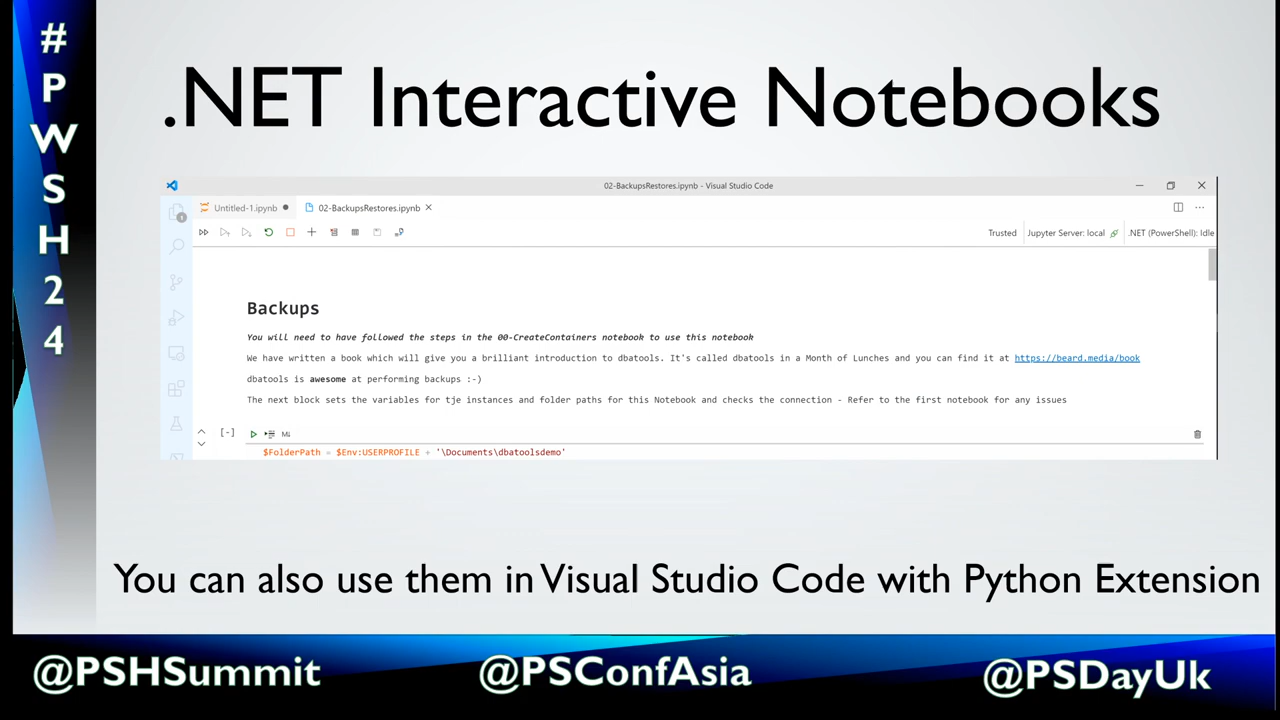 #
P
W
S
H
2
4
.NET Interactive Notebooks
02-BackupsRestores.ipynb - Visual Studio Code
Untitled-1.ipynb
02-BackupsRestores.ipynb
1
Trusted
Jupyter Server: local
.NET (PowerShell): Idle
Backups
You will need to have followed the steps in the 00-CreateContainers notebook to use this notebook
We have written a book which will give you a brilliant introduction to dbatools. It's called dbatools in a Month of Lunches and you can find it at https://beard.media/book
dbatools is awesome at performing backups :-)
The next block sets the variables for tje instances and folder paths for this Notebook and checks the connection - Refer to the first notebook for any issues
[-]
M↓
$FolderPath = $Env:USERPROFILE + '\Documents\dbatoolsdemo'
You can also use them in Visual Studio Code with Python Extension
@PSHSummit
@PSConfAsia
@PSDayUk